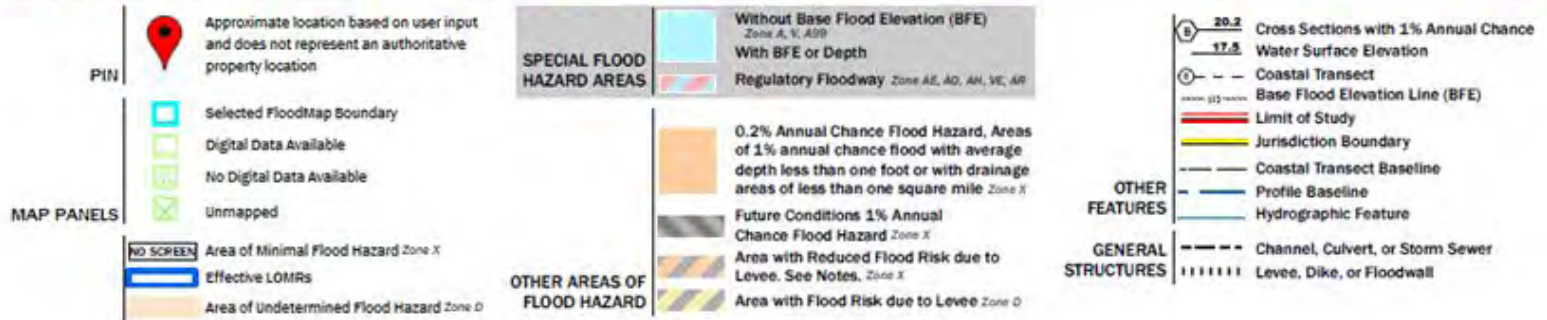 PIN
Approximate location based on user input
and does not represent an authoritative
property location
MAP PANELS
Selected FloodMap Boundary
Digital Data Available
No Digital Data Available
Unmapped
NO SCREEN Area of Minimal Flood Hazard Zone X
Effective LOMRs
Area of Undetermined Flood Hazard Zone D
SPECIAL FLOOD
HAZARD AREAS
Without Base Flood Elevation (BFE)
Zone A, V, A99
With BFE or Depth
Regulatory Floodway Zone AE, AO, AH, VE, AR
OTHER AREAS OF
FLOOD HAZARD
0.2% Annual Chance Flood Hazard, Areas
of 1% annual chance flood with average
depth less than one foot or with drainage
areas of less than one square mile Zone X
Future Conditions 1% Annual
Chance Flood Hazard Zone X
Area with Reduced Flood Risk due to
Levee. See Notes. Zone X
Area with Flood Risk due to Levee Zone D
OTHER
FEATURES
B 20.2 Cross Sections with 1% Annual Chance
17.5 Water Surface Elevation
Coastal Transect
513 Base Flood Elevation Line (BFE)
Limit of Study
Jurisdiction Boundary
Coastal Transect Baseline
Profile Baseline
Hydrographic Feature
GENERAL
STRUCTURES
Channel, Culvert, or Storm Sewer
Levee, Dike, or Floodwall